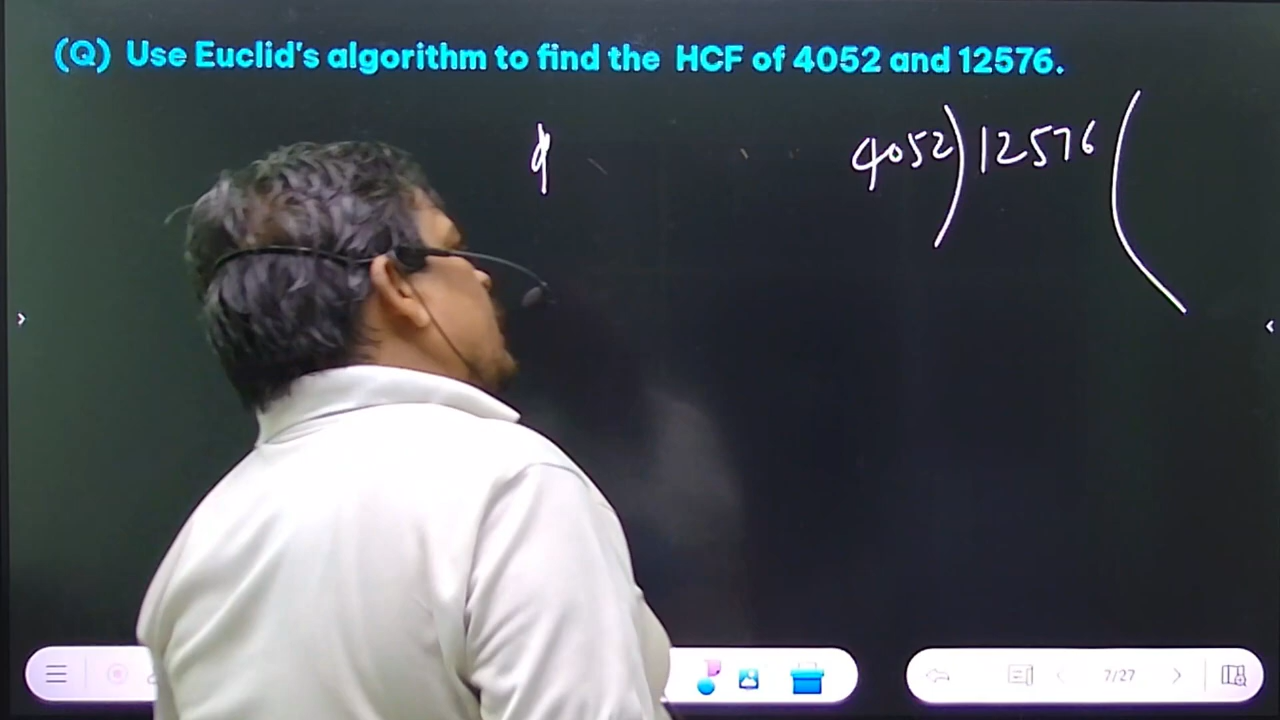 (Q) Use Euclid's algorithm to find the HCF of 4052 and 12576.
4052) 12576 (
7/27